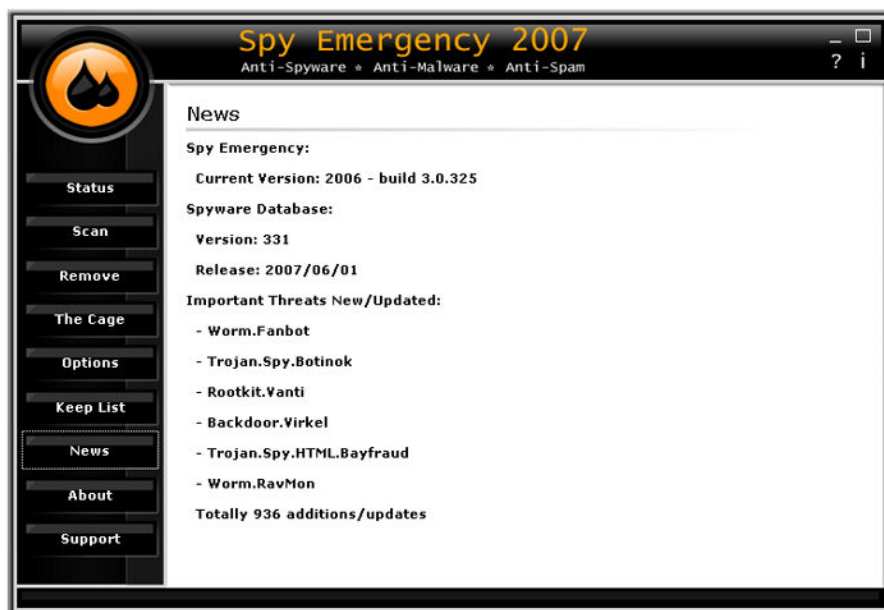 Spy Emergency 2007
Anti-Spyware * Anti-Malware * Anti-Spam
? i
Status
Scan
Remove
The Cage
Options
Keep List
News
About
Support
News
Spy Emergency:
Current Version: 2006 - build 3.0.325
Spyware Database:
Version: 331
Release: 2007/06/01
Important Threats New/Updated:
- Worm.Fanbot
- Trojan.Spy.Botinok
- Rootkit.Vanti
- Backdoor.Virkel
- Trojan.Spy.HTML.Bayfraud
- Worm.RavMon
Totally 936 additions/updates